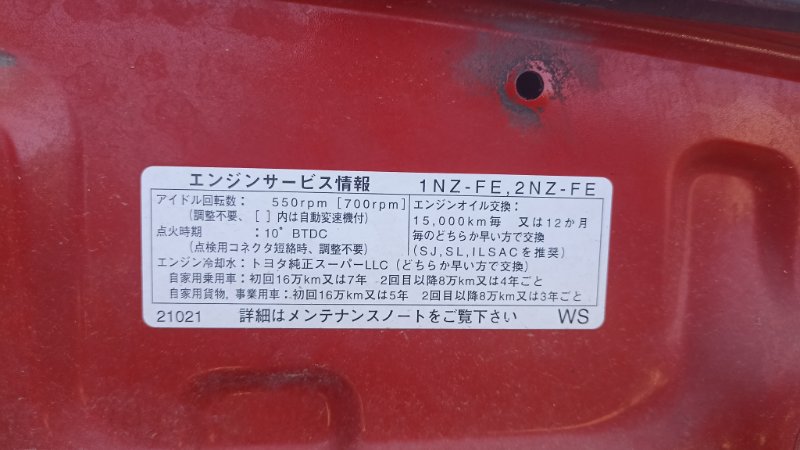 エンジンサービス情報 1NZ-FE,2NZ-FE
アイドル回転数: 550rpm [700rpm]
(調整不要、[ ]内は自動変速機付)
点火時期 :10° BTDC
(点検用コネクタ短絡時、調整不要)
エンジンオイル交換:
15,000km毎 又は12か月
毎のどちらか早い方で交換
(SJ,SL,ILSACを推奨)
エンジン冷却水:トヨタ純正スーパーLLC(どちらか早い方で交換)
自家用乗用車:初回16万km又は7年 2回目以降8万km又は4年ごと
自家用貨物,事業用車:初回16万km又は5年 2回目以降8万km又は3年ごと
21021 詳細はメンテナンスノートをご覧下さい WS